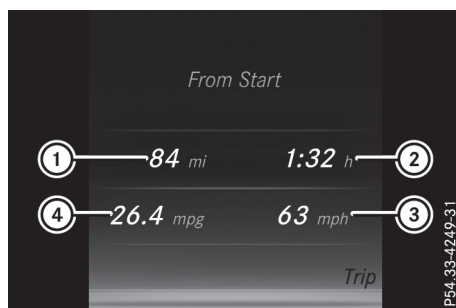 From Start
1 84 mi 1:32 h 2
4 26.4 mpg 63 mph 3
Trip
P54.33-4249-31